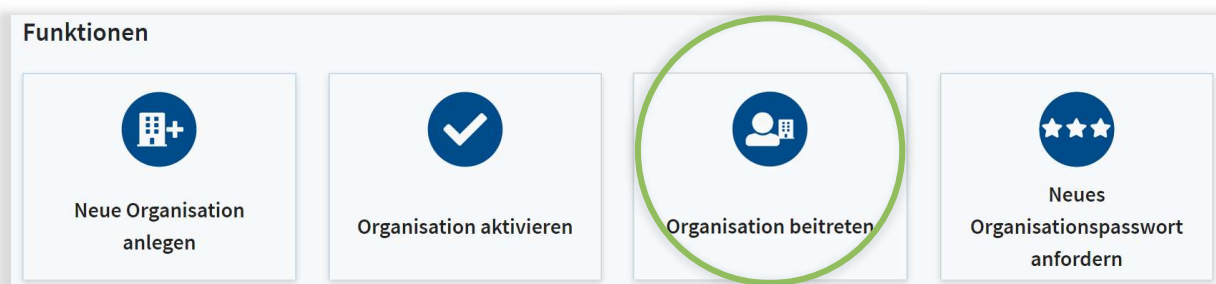 Funktionen
Neue Organisation
anlegen
Organisation aktivieren
Organisation beitreten
Neues
Organisationspasswort
anfordern